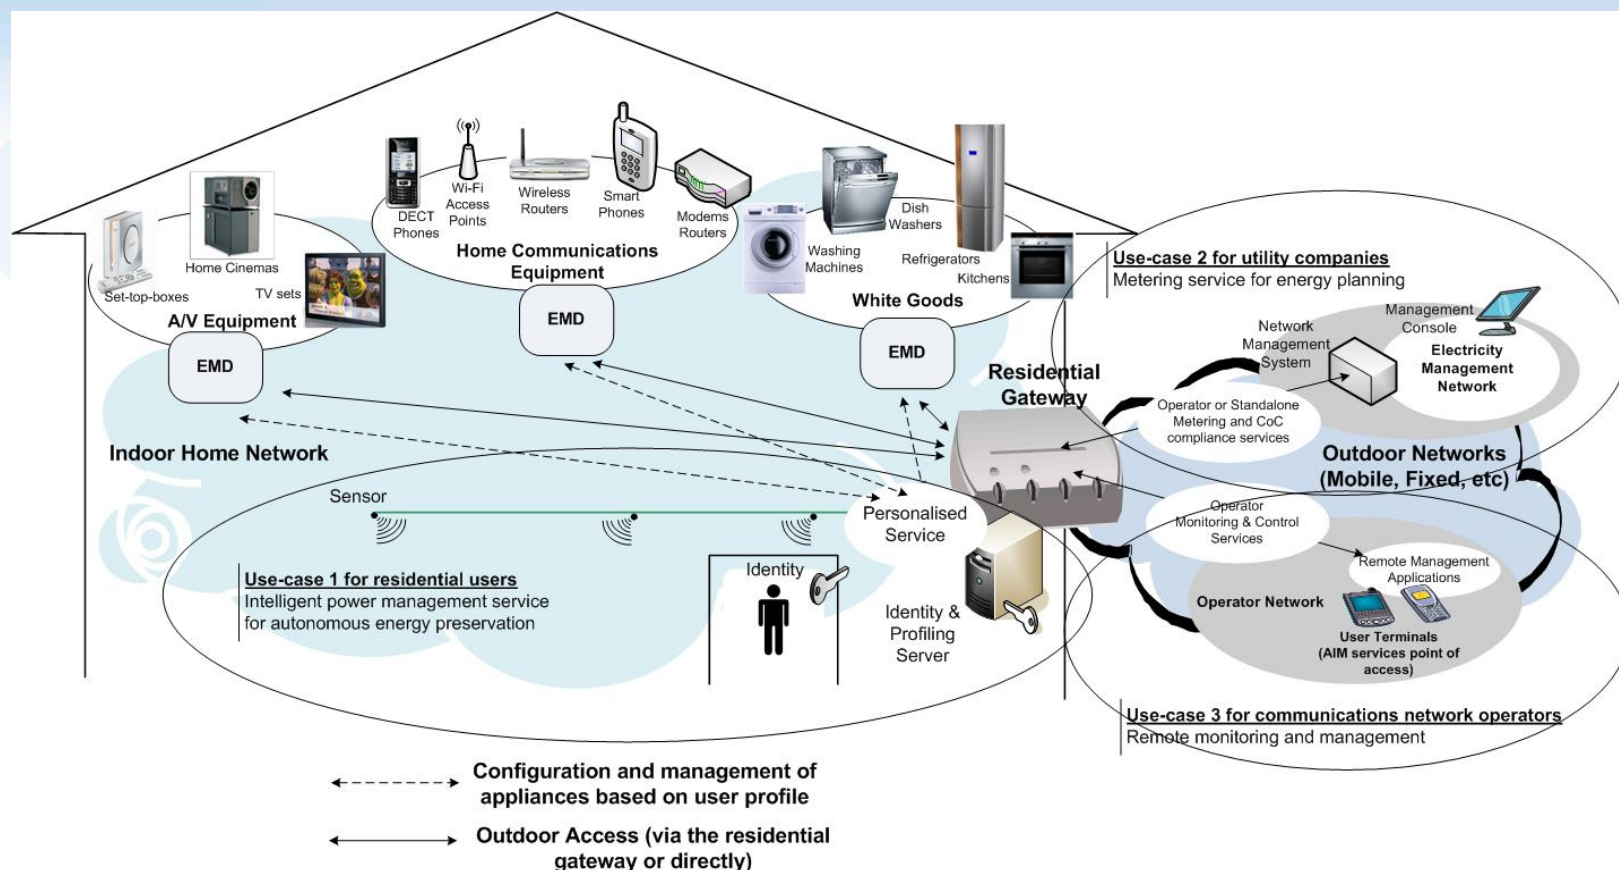 DECT
Phones
Wi-Fi
Access
Points
Wireless
Routers
Smart
Phones
Modems
Routers
Home Communications
Equipment
EMD
Set-top-boxes
Home Cinemas
TV sets
A/V Equipment
EMD
Washing
Machines
Dish
Washers
Refrigerators
Kitchens
White Goods
EMD
Residential
Gateway
Indoor Home Network
Sensor
Personalised
Service
Use-case 1 for residential users
Intelligent power management service
for autonomous energy preservation
Identity
Identity &
Profiling
Server
Use-case 2 for utility companies
Metering service for energy planning
Network
Management
System
Management
Console
Electricity
Management
Network
Operator or Standalone
Metering and CoC
compliance services
Outdoor Networks
(Mobile, Fixed, etc)
Operator
Monitoring & Control
Services
Remote Management
Applications
Operator Network
User Terminals
(AIM services point of
access)
Use-case 3 for communications network operators
Remote monitoring and management
Configuration and management of
appliances based on user profile
Outdoor Access (via the residential
gateway or directly)